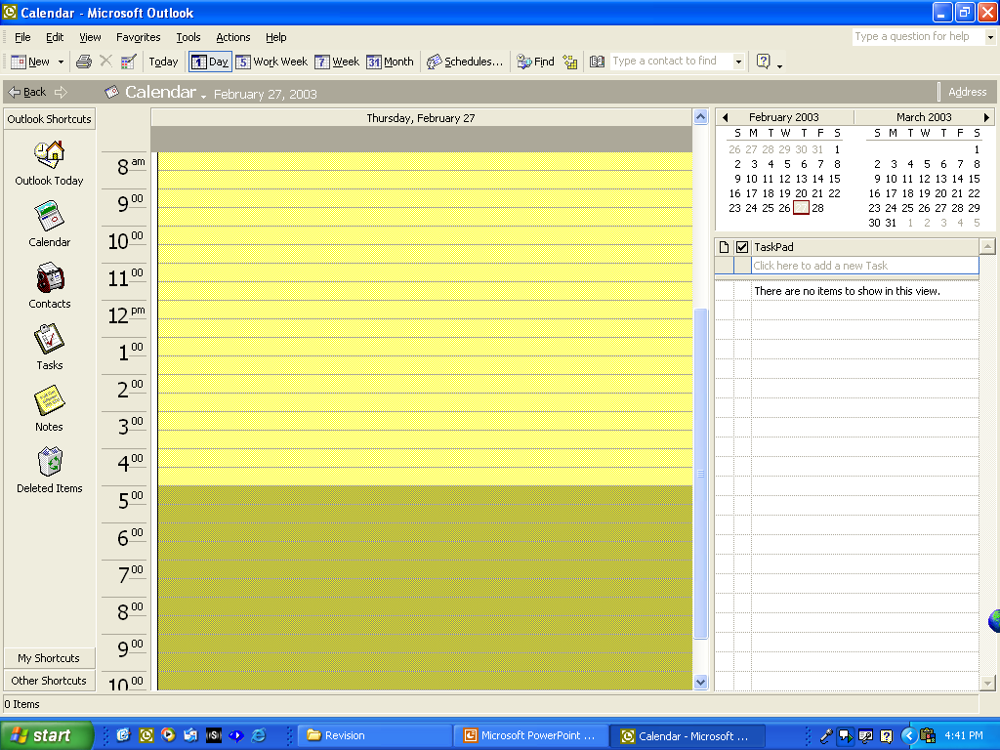 Calendar - Microsoft Outlook
File Edit View Favorites Tools Actions Help Type a question for help
New Today 1 Day 5 Work Week 7 Week 31 Month Schedules... Find Type a contact to find
Back Calendar February 27, 2003 Address
Outlook Shortcuts
Outlook Today
Calendar
Contacts
Tasks
Notes
Deleted Items
My Shortcuts
Other Shortcuts
Thursday, February 27
8 am
9 00
10 00
11 00
12 pm
1 00
2 00
3 00
4 00
5 00
6 00
7 00
8 00
9 00
10 00
February 2003
S M T W T F S
26 27 28 29 30 31 1
2 3 4 5 6 7 8
9 10 11 12 13 14 15
16 17 18 19 20 21 22
23 24 25 26 27 28
March 2003
S M T W T F S
1
2 3 4 5 6 7 8
9 10 11 12 13 14 15
16 17 18 19 20 21 22
23 24 25 26 27 28 29
30 31 1 2 3 4 5
TaskPad
Click here to add a new Task
There are no items to show in this view.
0 Items
start Revision Microsoft PowerPoint ... Calendar - Microsoft ... 4:41 PM